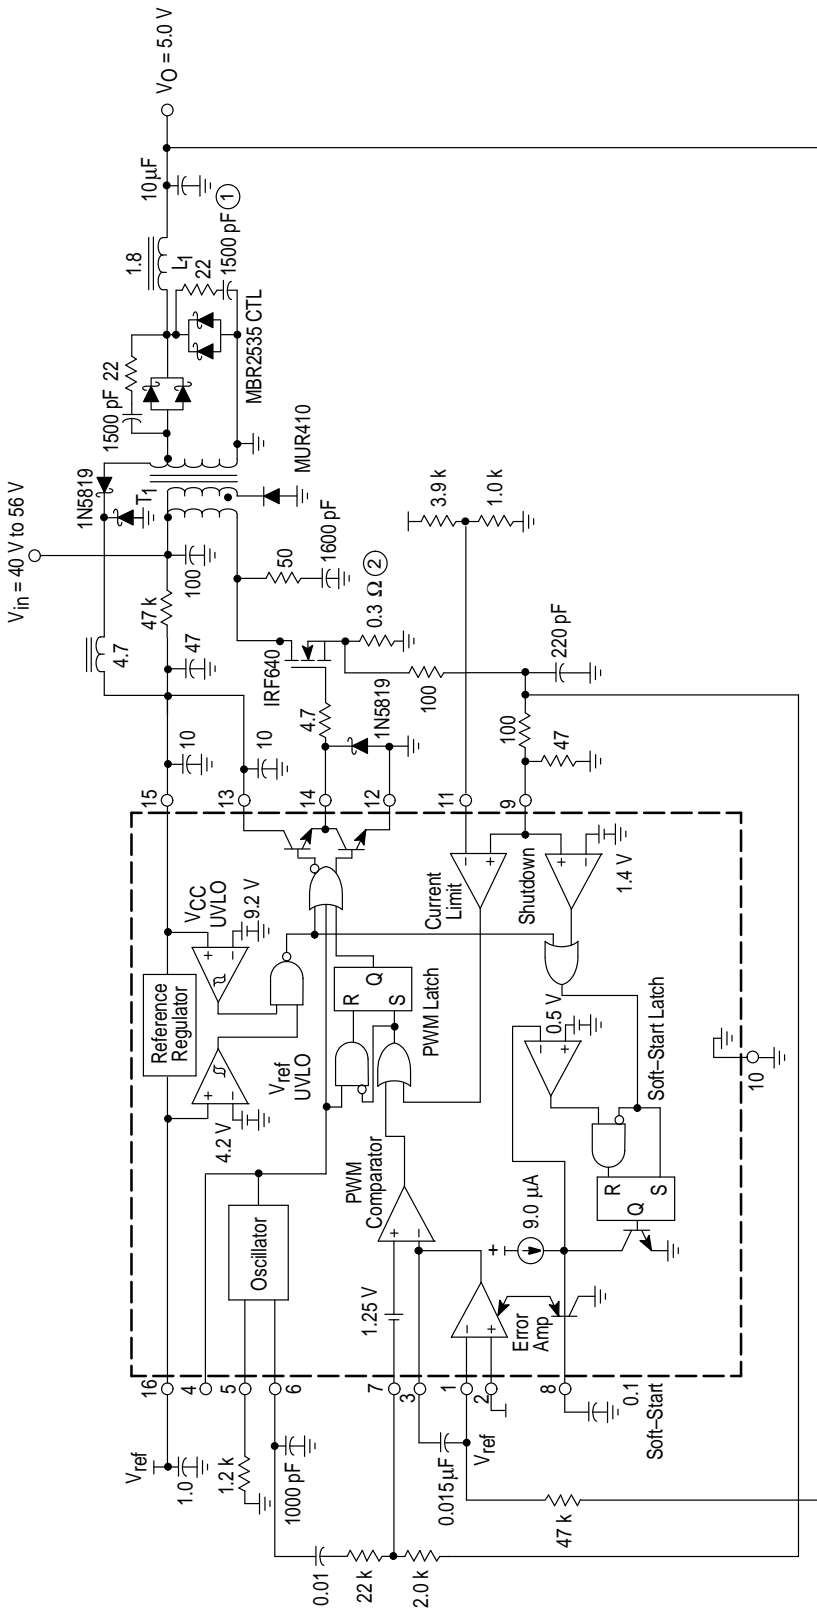 Vin = 40 V to 56 V
VO = 5.0 V
4.7
1N5819
1500 pF
22
1.8
10 µF
47 k
T1
L1
22
1500 pF
1
47
100
10
MBR2535 CTL
MUR410
10
50
1600 pF
IRF640
4.7
0.3 Ω
2
1N5819
100
3.9 k
1.0 k
100
220 pF
47
15
13
14
12
11
9
Vref
16
1.0
4
5
1.2 k
6
1000 pF
7
3
1
2
8
0.01
22 k
2.0 k
0.015 µF
Vref
47 k
0.1
Soft–Start
10
Reference
Regulator
VCC
UVLO
+
–
9.2 V
+
–
4.2 V
Vref
UVLO
Oscillator
1.25 V
PWM
Comparator
+
–
R
Q
S
PWM Latch
Current
Limit
–
+
Shutdown
+
–
1.4 V
–
+
Error
Amp
+
9.0 µA
–
+
0.5 V
R
Q
S
Soft–Start Latch